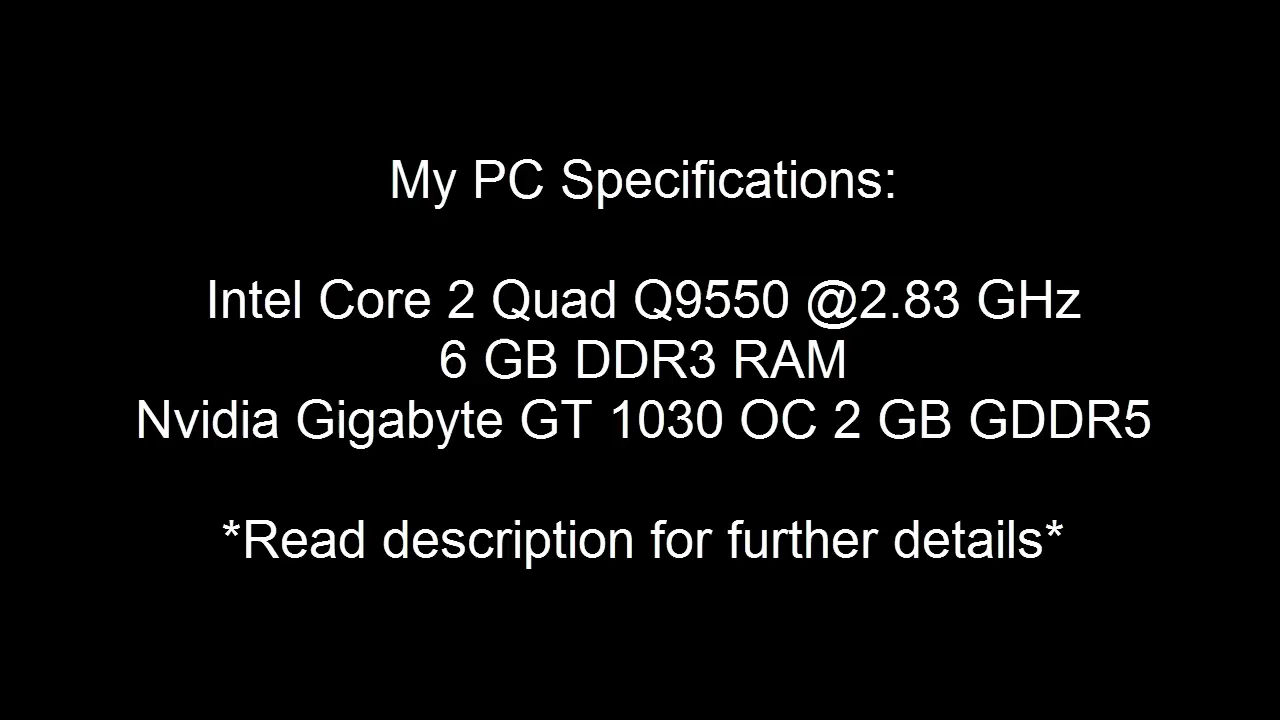 My PC Specifications:
Intel Core 2 Quad Q9550 @2.83 GHz
6 GB DDR3 RAM
Nvidia Gigabyte GT 1030 OC 2 GB GDDR5
*Read description for further details*